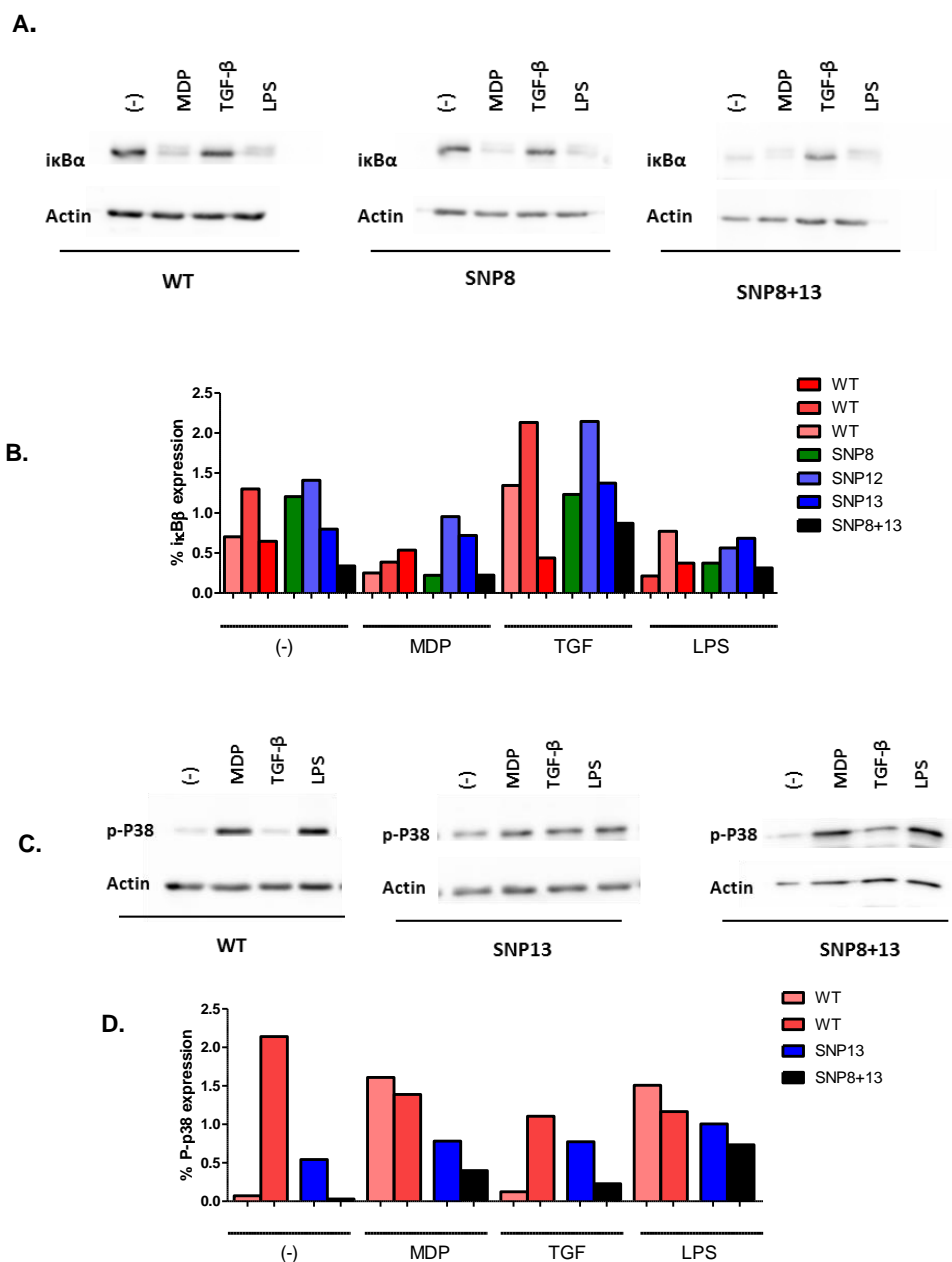 A.
(-) MDP TGF-β LPS (-) MDP TGF-β LPS (-) MDP TGF-β LPS
iκBα iκBα iκBα
Actin Actin Actin
WT SNP8 SNP8+13
B.
% iκBβ expression
2.5
2.0
1.5
1.0
0.5
0.0
(-) MDP TGF LPS
WT
WT
WT
SNP8
SNP12
SNP13
SNP8+13
C.
(-) MDP TGF-β LPS (-) MDP TGF-β LPS (-) MDP TGF-β LPS
p-P38 p-P38 p-P38
Actin Actin Actin
WT SNP13 SNP8+13
D.
% P-p38 expression
2.5
2.0
1.5
1.0
0.5
0.0
(-) MDP TGF LPS
WT
WT
SNP13
SNP8+13